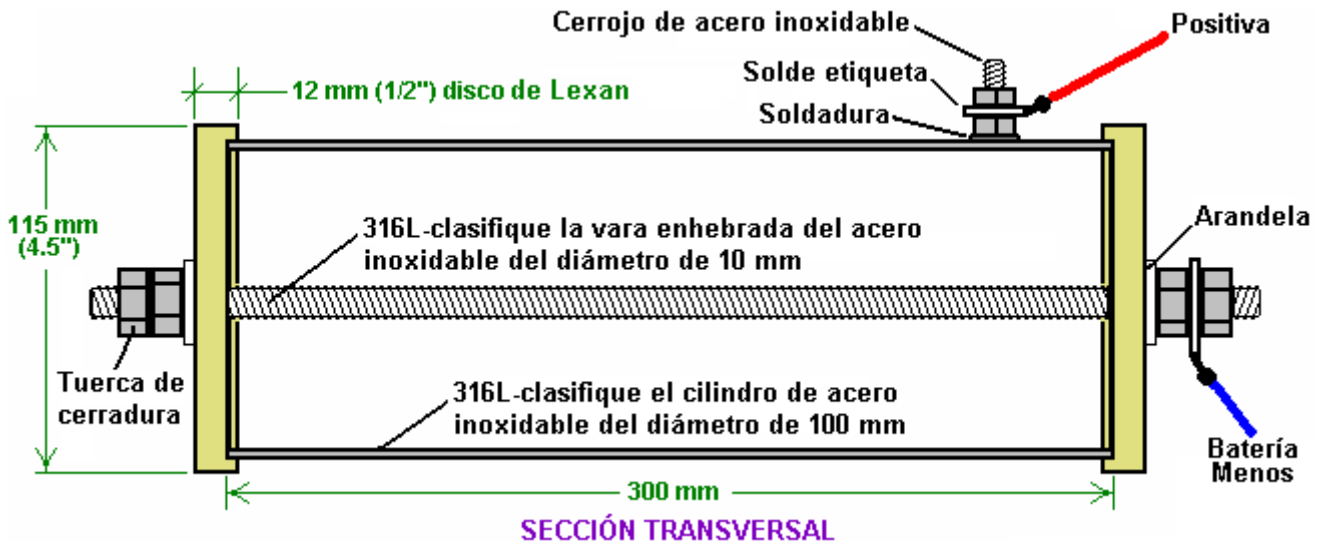 Cerrojo de acero inoxidable
Positiva
Solde etiqueta
12 mm (1/2") disco de Lexan
Soldadura
115 mm
(4.5")
316L-clasifique la vara enhebrada del acero
inoxidable del diámetro de 10 mm
Arandela
Tuerca de
cerradura
316L-clasifique el cilindro de acero
inoxidable del diámetro de 100 mm
Batería
Menos
300 mm
SECCIÓN TRANSVERSAL